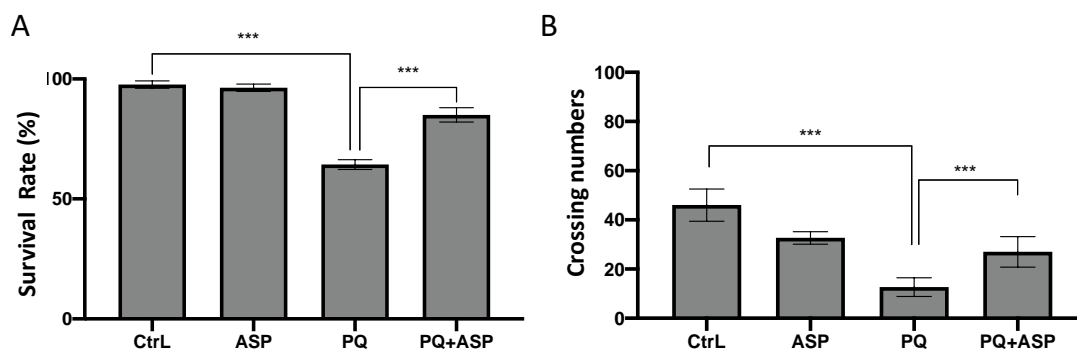 A
***
***
100
50
0
Survival Rate (%)
CtrL ASP PQ PQ+ASP
B
***
***
100
80
60
40
20
0
Crossing numbers
CtrL ASP PQ PQ+ASP